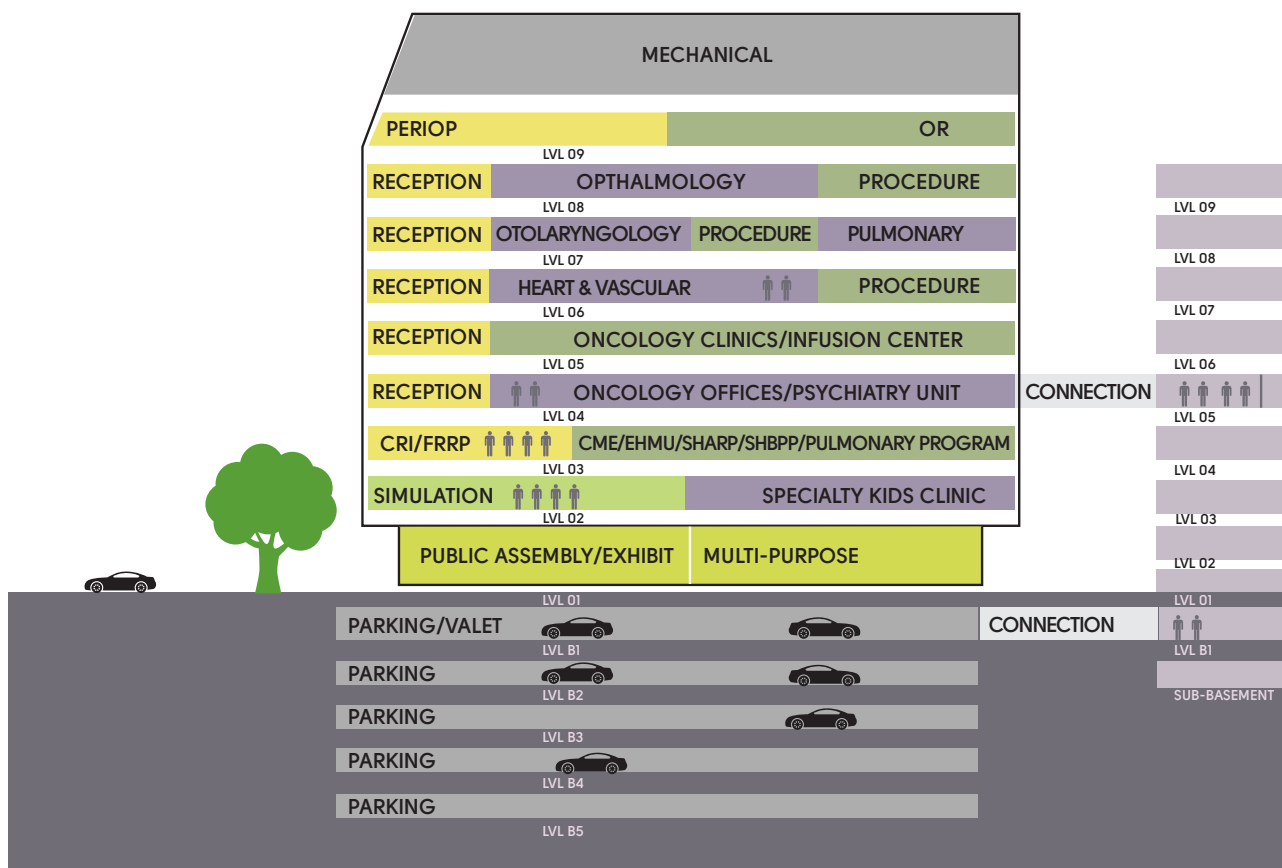 MECHANICAL
PERIOP OR
LVL 09
RECEPTION OPTHALMOLOGY PROCEDURE
LVL 08 LVL 09
RECEPTION OTOLARYNGOLOGY PROCEDURE PULMONARY
LVL 07 LVL 08
RECEPTION HEART & VASCULAR PROCEDURE
LVL 06 LVL 07
RECEPTION ONCOLOGY CLINICS/INFUSION CENTER
LVL 05 LVL 06
RECEPTION ONCOLOGY OFFICES/PSYCHIATRY UNIT CONNECTION
LVL 04 LVL 05
CRI/FRRP CME/EHMU/SHARP/SHBPP/PULMONARY PROGRAM
LVL 03 LVL 04
SIMULATION SPECIALTY KIDS CLINIC
LVL 02 LVL 03
PUBLIC ASSEMBLY/EXHIBIT MULTI-PURPOSE
LVL 02
LVL 01 LVL 01
PARKING/VALET CONNECTION
LVL B1 LVL B1
PARKING
LVL B2 SUB-BASEMENT
PARKING
LVL B3
PARKING
LVL B4
PARKING
LVL B5